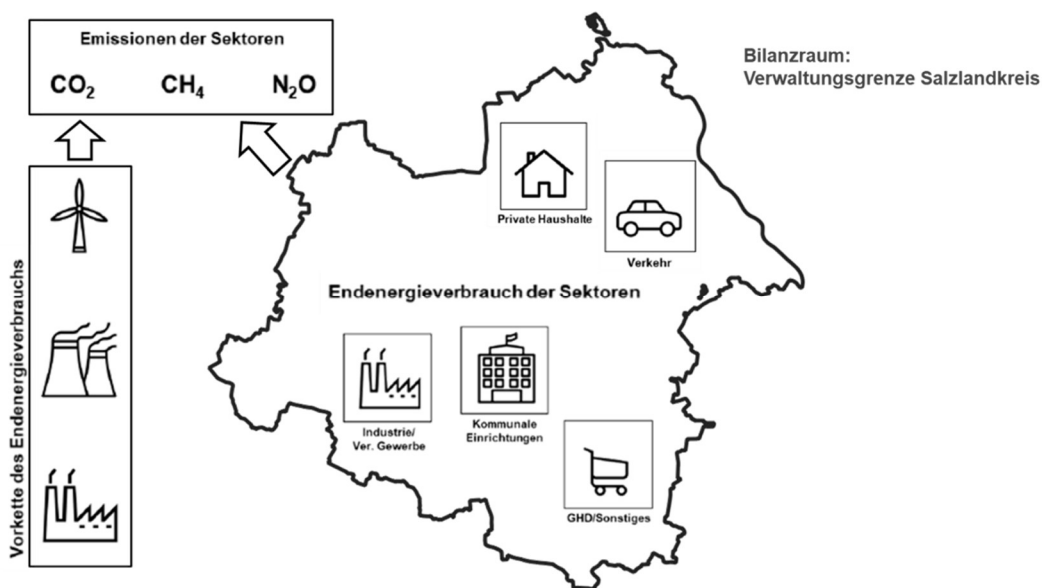 Emissionen der Sektoren
CO₂ CH₄ N₂O
Bilanzraum:
Verwaltungsgrenze Salzlandkreis
Vorkette des Endenergieverbrauchs
Private Haushalte
Verkehr
Endenergieverbrauch der Sektoren
Industrie/
Ver. Gewerbe
Kommunale
Einrichtungen
GHD/Sonstiges